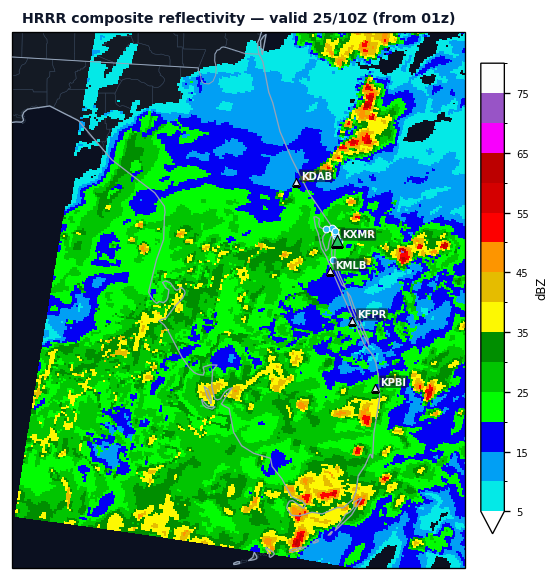 HRRR composite reflectivity — valid 25/10Z (from 01z)
KDAB
KXMR
KMLB
KFPR
KPBI
75
65
55
45
35
25
15
5
dBZ